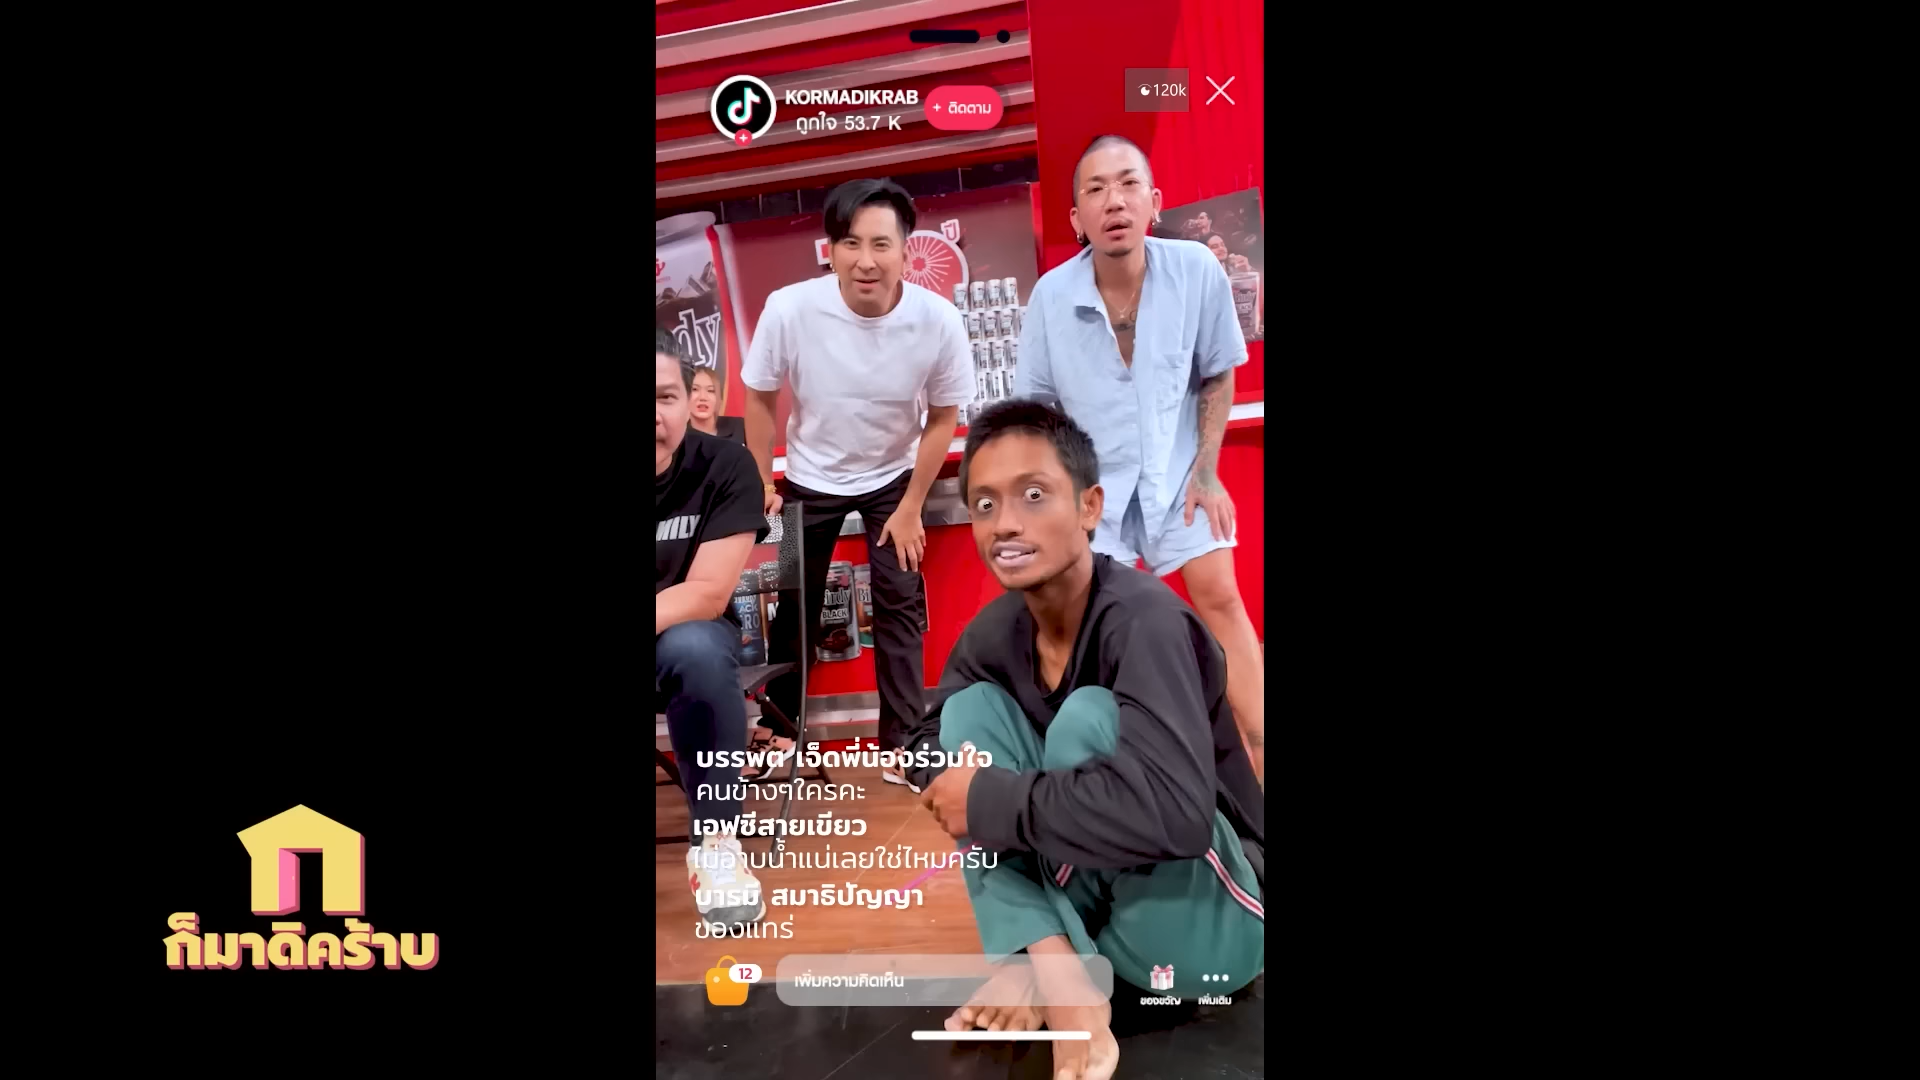 KORMADIKRAB
ถูกใจ 53.7 K
+ ติดตาม
120k
ปี
dy
MILY
BLACK
บรรพต เจ็ดพี่น้องร่วมใจ
คนข้างๆใครคะ
เอฟซีสายเขียว
ไม่อาบน้ำแน่เลยใช่ไหมครับ
บารมี สมาธิปัญญา
ของแทร่
12
เพิ่มความคิดเห็น
ของขวัญ
เพิ่มเติม
ก็มาดิคร้าบ